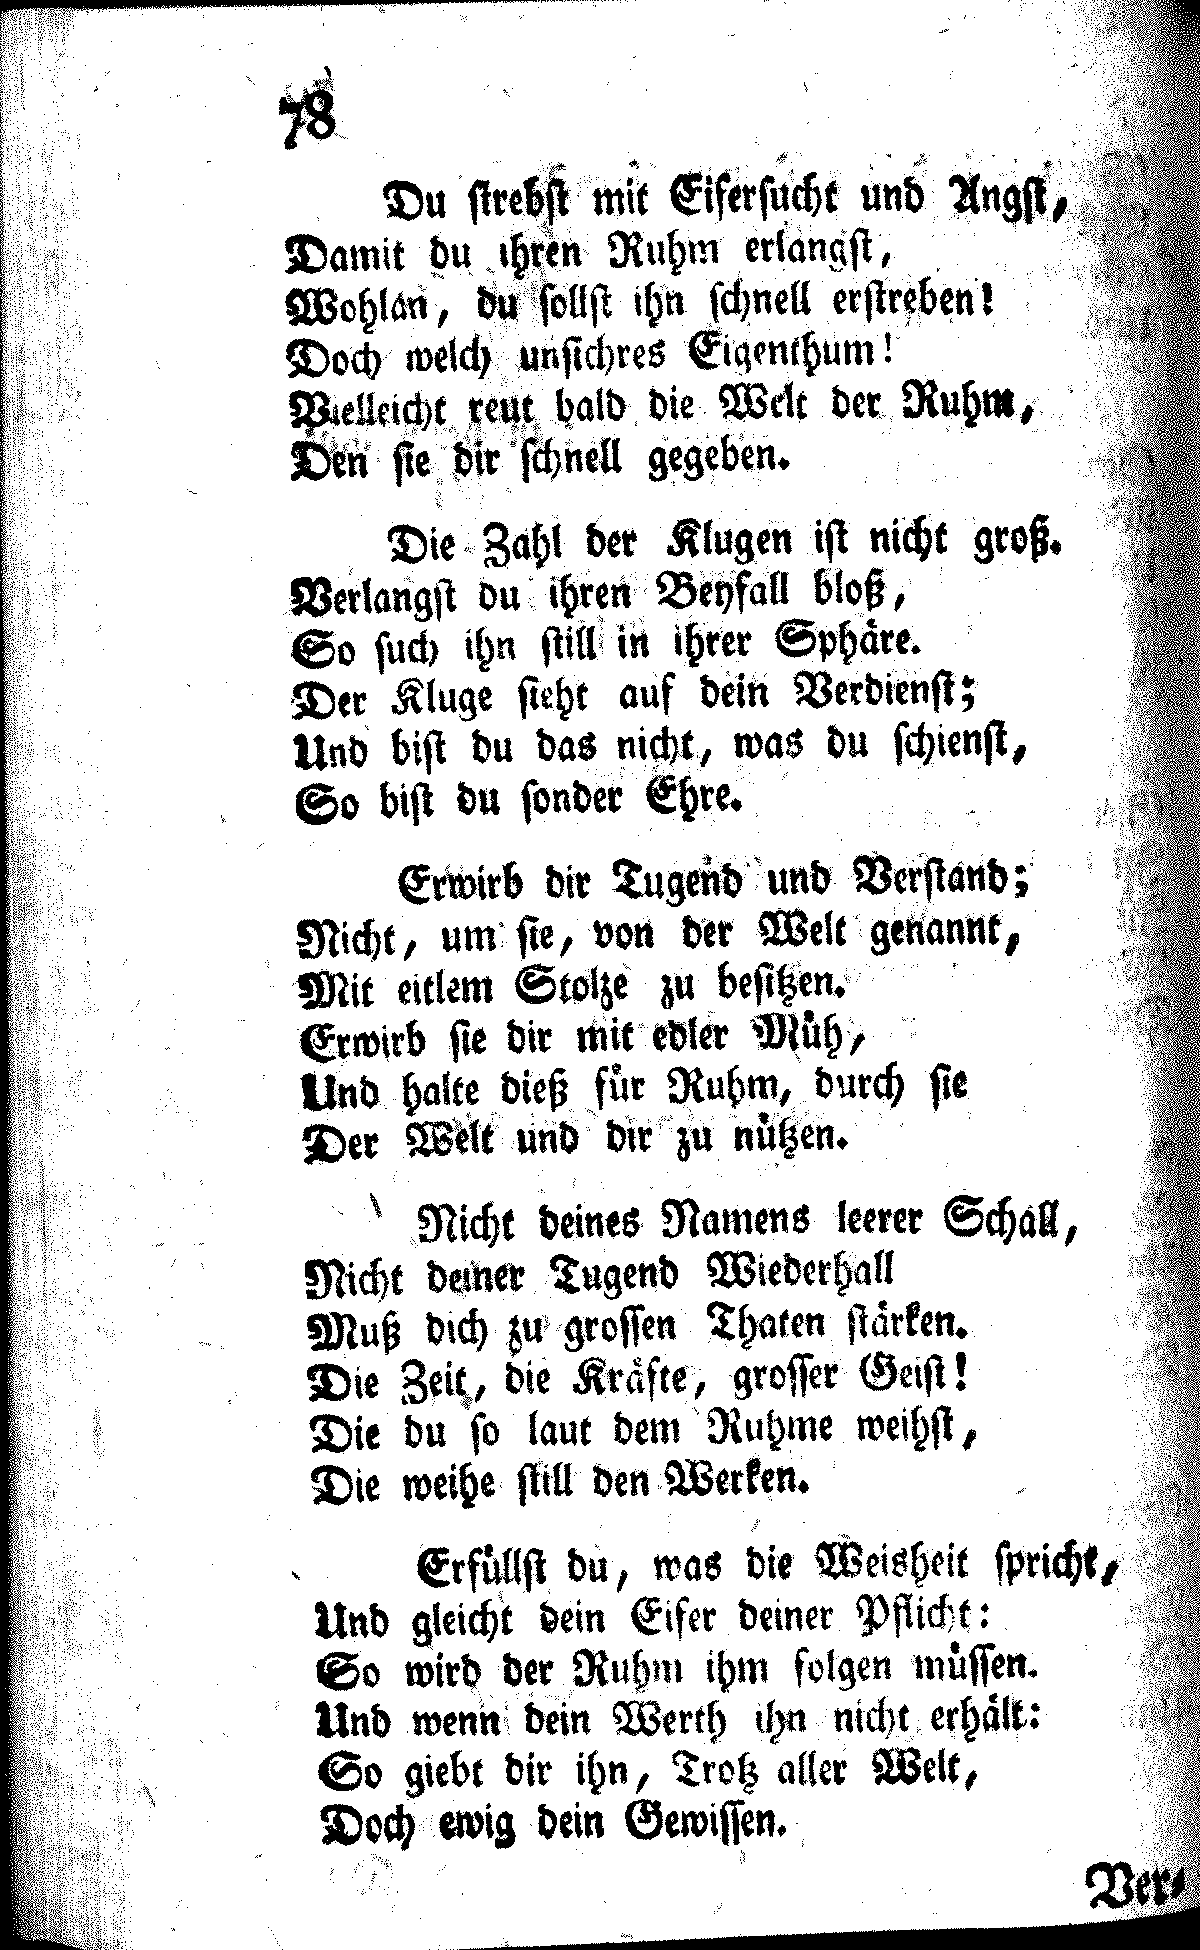 78
Du strebst mit Eifersucht und Angst,
Damit du ihren Ruhm erlangst,
Wohlan, du sollst ihn schnell erstreben!
Doch welch unsichres Eigenthum!
Vielleicht reut bald die Welt der Ruhm,
Den sie dir schnell gegeben.
Die Zahl der Klugen ist nicht groß.
Verlangst du ihren Beyfall bloß,
So such ihn still in ihrer Sphäre.
Der Kluge sieht auf dein Verdienst;
Und bist du das nicht, was du schienst,
So bist du sonder Ehre.
Erwirb dir Tugend und Verstand;
Nicht, um sie, von der Welt genannt,
Mit eitlem Stolze zu besitzen.
Erwirb sie dir mit edler Müh,
Und halte dieß für Ruhm, durch sie
Der Welt und dir zu nützen.
Nicht deines Namens leerer Schall,
Nicht deiner Tugend Wiederhall
Muß dich zu grossen Thaten stärken.
Die Zeit, die Kräfte, grosser Geist!
Die du so laut dem Ruhme weihst,
Die weihe still den Werken.
Erfüllst du, was die Weisheit spricht,
Und gleicht dein Eifer deiner Pflicht:
So wird der Ruhm ihm folgen müssen.
Und wenn dein Werth ihn nicht erhält:
So giebt dir ihn, Trotz aller Welt,
Doch ewig dein Gewissen.
Ver-